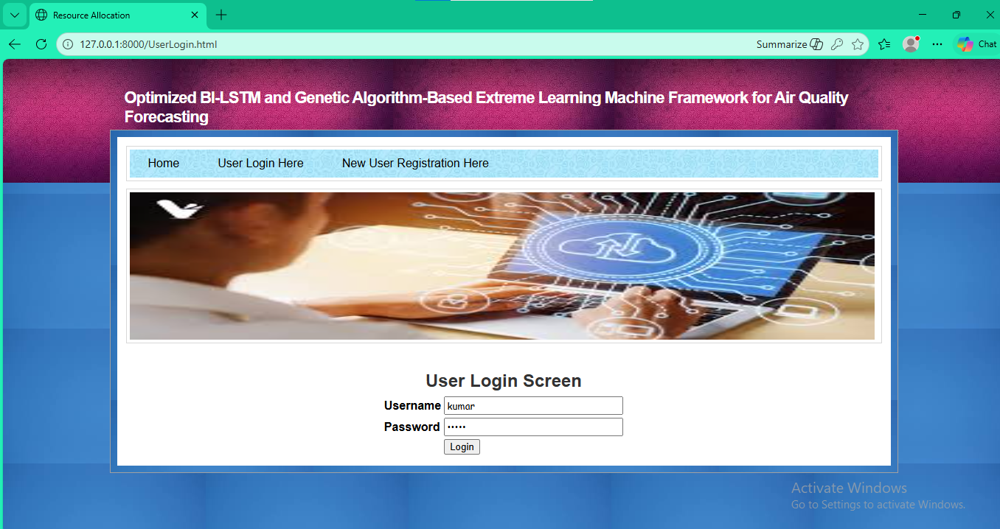 Resource Allocation
127.0.0.1:8000/UserLogin.html
Summarize
Chat
Optimized BI-LSTM and Genetic Algorithm-Based Extreme Learning Machine Framework for Air Quality
Forecasting
Home User Login Here New User Registration Here
User Login Screen
Username kumar
Password •••••
Login
Activate Windows
Go to Settings to activate Windows.